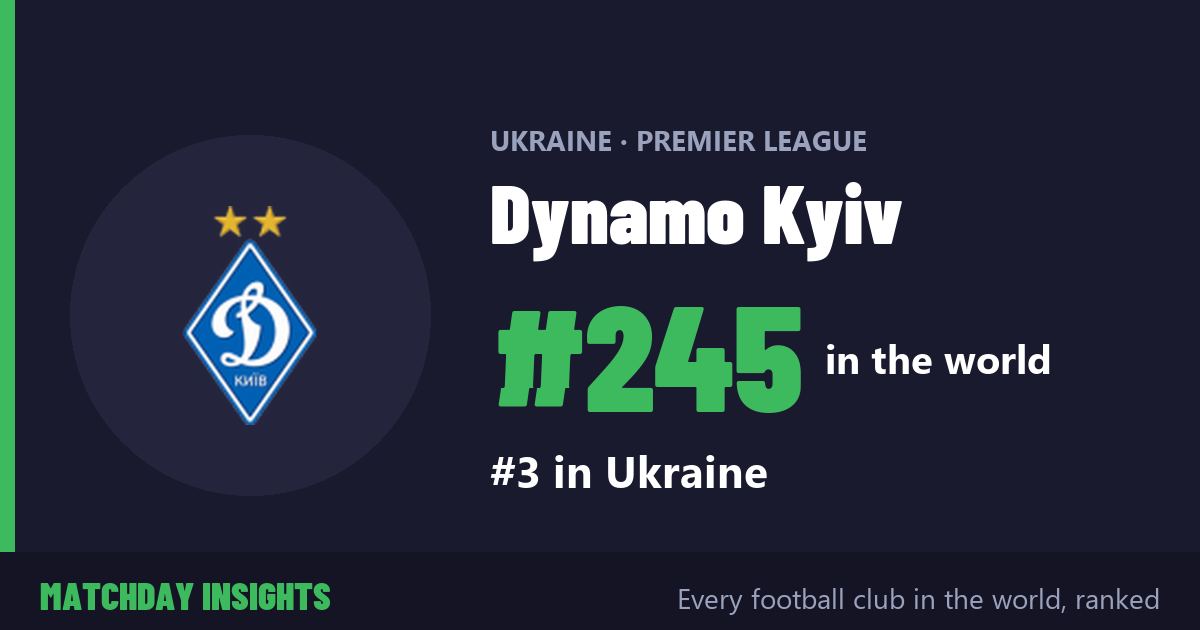 UKRAINE · PREMIER LEAGUE
Dynamo Kyiv
#245 in the world
#3 in Ukraine
Д
КИЇВ
MATCHDAY INSIGHTS
Every football club in the world, ranked